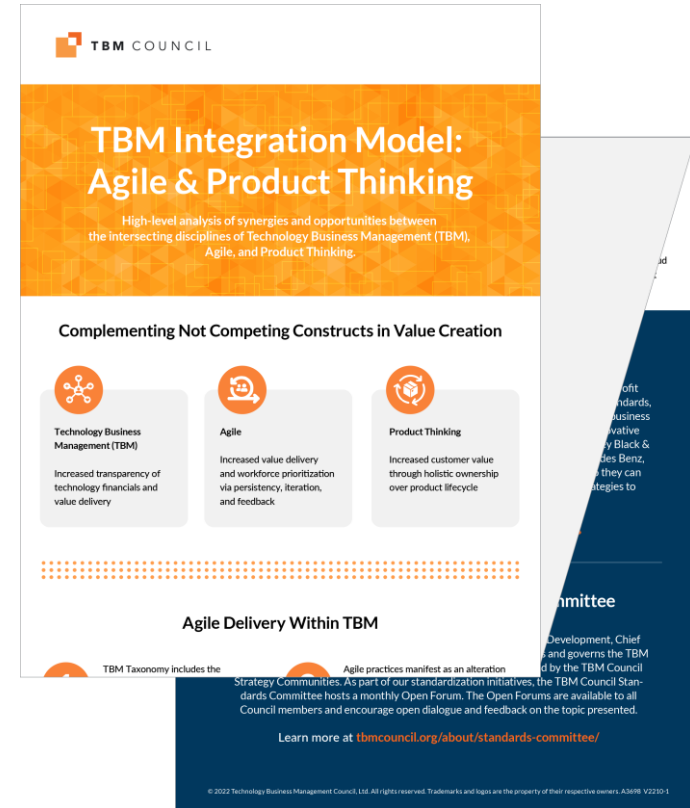 TBM COUNCIL
TBM Integration Model:
Agile & Product Thinking
High-level analysis of synergies and opportunities between
the intersecting disciplines of Technology Business Management (TBM),
Agile, and Product Thinking.
Complementing Not Competing Constructs in Value Creation
Technology Business
Management (TBM)
Increased transparency of
technology financials and
value delivery
Agile
Increased value delivery
and workforce prioritization
via persistency, iteration,
and feedback
Product Thinking
Increased customer value
through holistic ownership
over product lifecycle
Agile Delivery Within TBM
TBM Taxonomy includes the
Agile practices manifest as an alteration
business
Black &
Benz,
they can
to
Development, Chief
and governs the TBM
by the TBM Council
Strategy Communities. As part of our standardization initiatives, the TBM Council Stan-
dards Committee hosts a monthly Open Forum. The Open Forums are available to all
Council members and encourage open dialogue and feedback on the topic presented.
Learn more at tbmcouncil.org/about/standards-committee/
© 2022 Technology Business Management Council, Ltd. All rights reserved. Trademarks and logos are the property of their respective owners. A3698 V2210-1